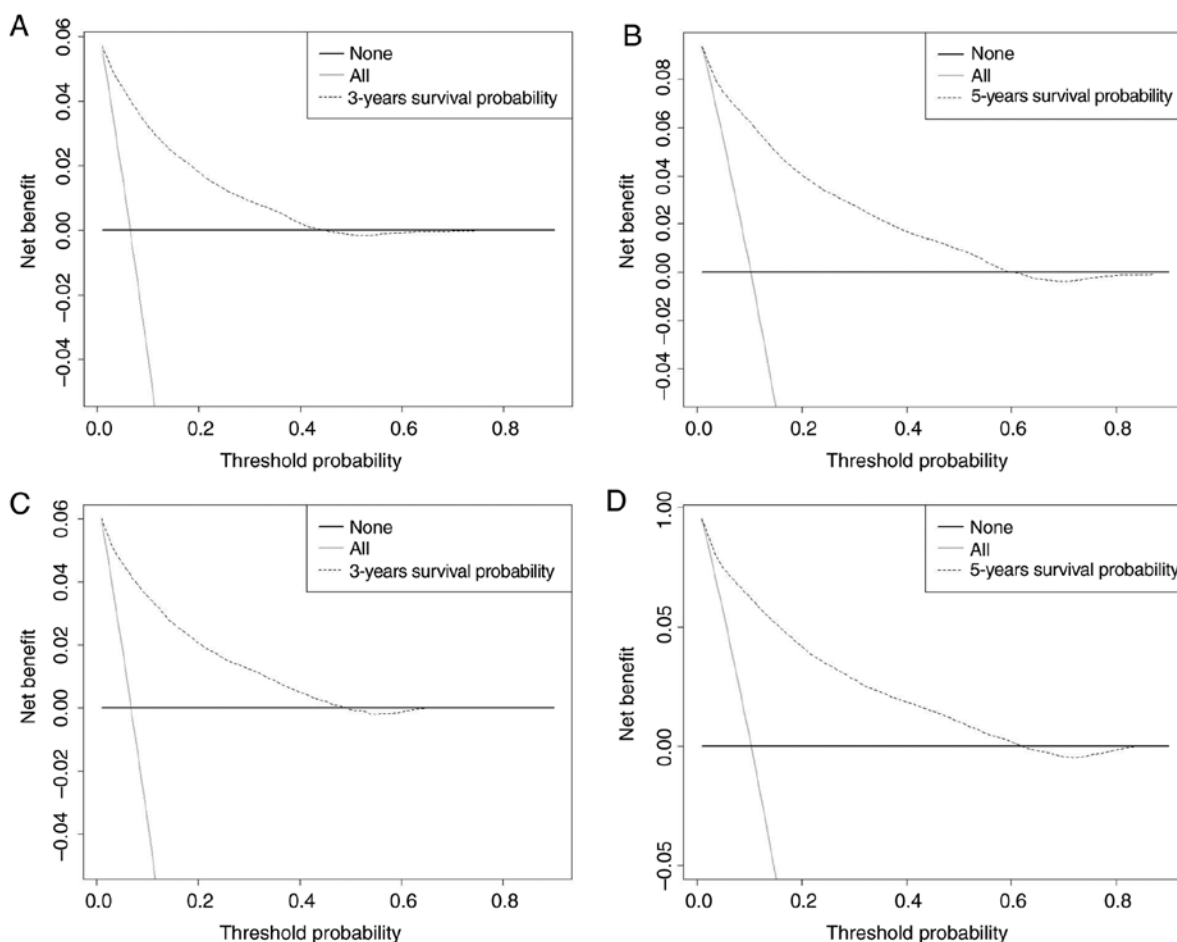 A
None
All
3-years survival probability
0.06
0.04
0.02
0.00
−0.02
−0.04
Net benefit
0.0 0.2 0.4 0.6 0.8
Threshold probability
B
None
All
5-years survival probability
0.08
0.06
0.04
0.02
0.00
−0.02
−0.04
Net benefit
0.0 0.2 0.4 0.6 0.8
Threshold probability
C
None
All
3-years survival probability
0.06
0.04
0.02
0.00
−0.02
−0.04
Net benefit
0.0 0.2 0.4 0.6 0.8
Threshold probability
D
None
All
5-years survival probability
1.00
0.05
0.00
−0.05
Net benefit
0.0 0.2 0.4 0.6 0.8
Threshold probability